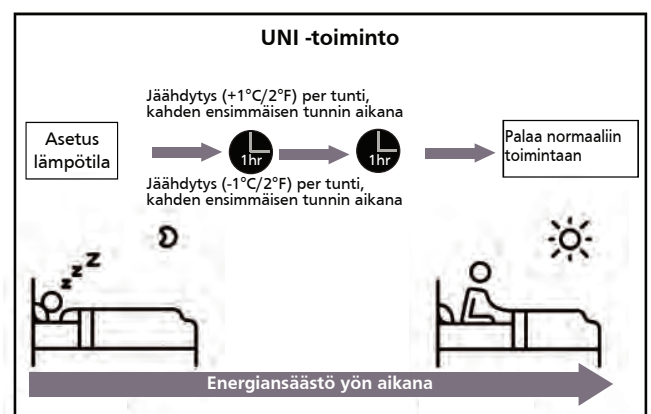 UNI -toiminto
Jäähdytys (+1°C/2°F) per tunti,
kahden ensimmäisen tunnin aikana
Asetus
lämpötila
1hr
1hr
Palaa normaaliin
toimintaan
Jäähdytys (-1°C/2°F) per tunti,
kahden ensimmäisen tunnin aikana
z z Z
Energiansäästö yön aikana